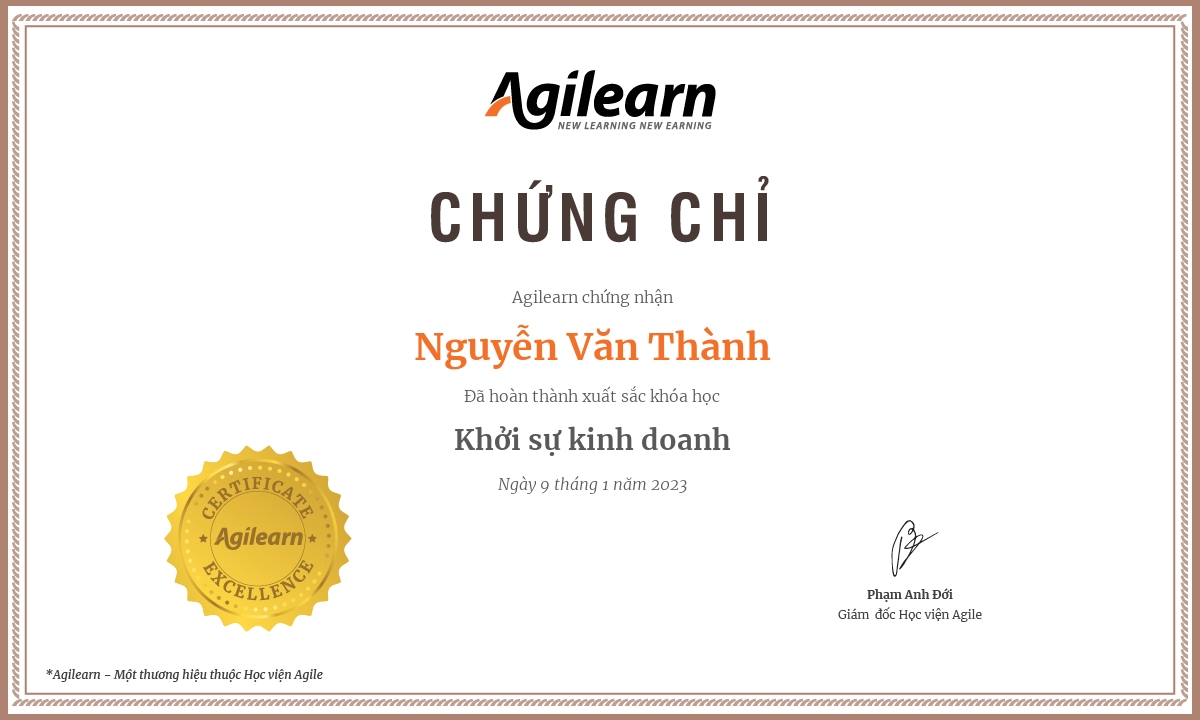 Agilearn
NEW LEARNING NEW EARNING
CHỨNG CHỈ
Agilearn chứng nhận
Nguyễn Văn Thành
Đã hoàn thành xuất sắc khóa học
Khởi sự kinh doanh
Ngày 9 tháng 1 năm 2023
CERTIFICATE
Agilearn
EXCELLENCE
Phạm Anh Đới
Giám đốc Học viện Agile
*Agilearn - Một thương hiệu thuộc Học viện Agile